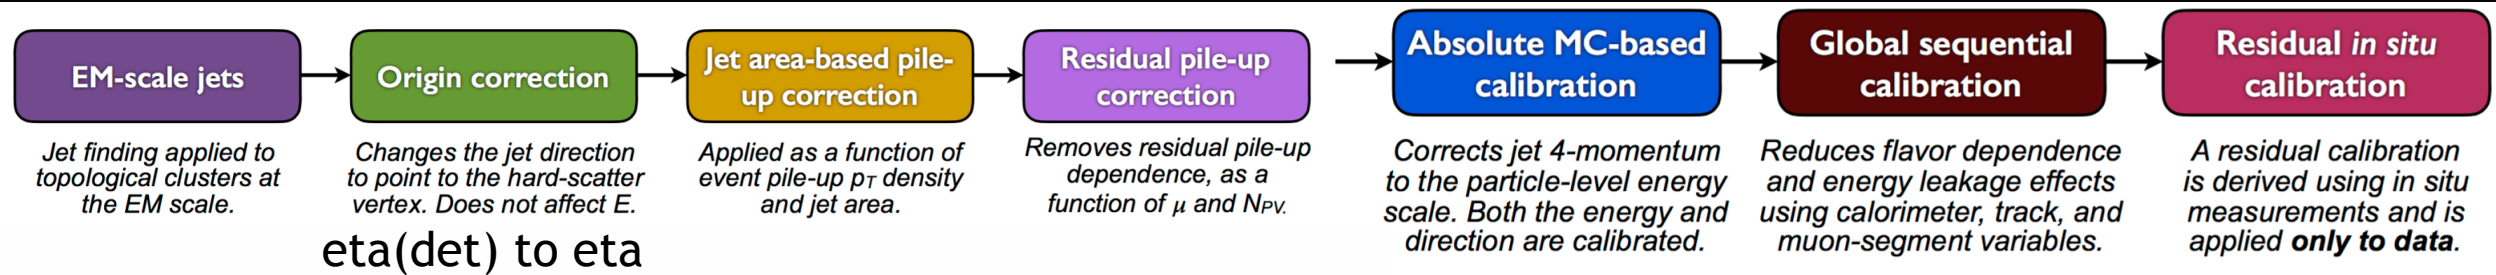 EM-scale jets
Jet finding applied to
topological clusters at
the EM scale.
Origin correction
Changes the jet direction
to point to the hard-scatter
vertex. Does not affect E.
eta(det) to eta
Jet area-based pile-
up correction
Applied as a function of
event pile-up pT density
and jet area.
Residual pile-up
correction
Removes residual pile-up
dependence, as a
function of μ and NPV.
Absolute MC-based
calibration
Corrects jet 4-momentum
to the particle-level energy
scale. Both the energy and
direction are calibrated.
Global sequential
calibration
Reduces flavor dependence
and energy leakage effects
using calorimeter, track, and
muon-segment variables.
Residual in situ
calibration
A residual calibration
is derived using in situ
measurements and is
applied only to data.